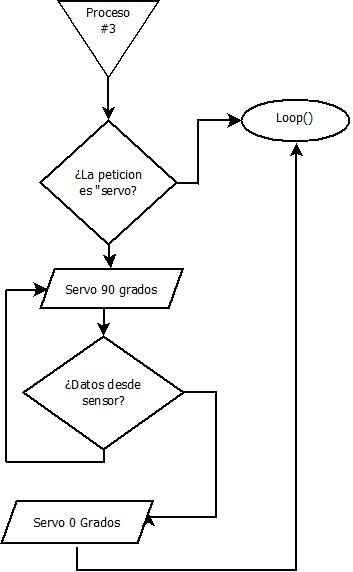 Proceso
#3
Loop()
¿La peticion
es "servo?
Servo 90 grados
¿Datos desde
sensor?
Servo 0 Grados